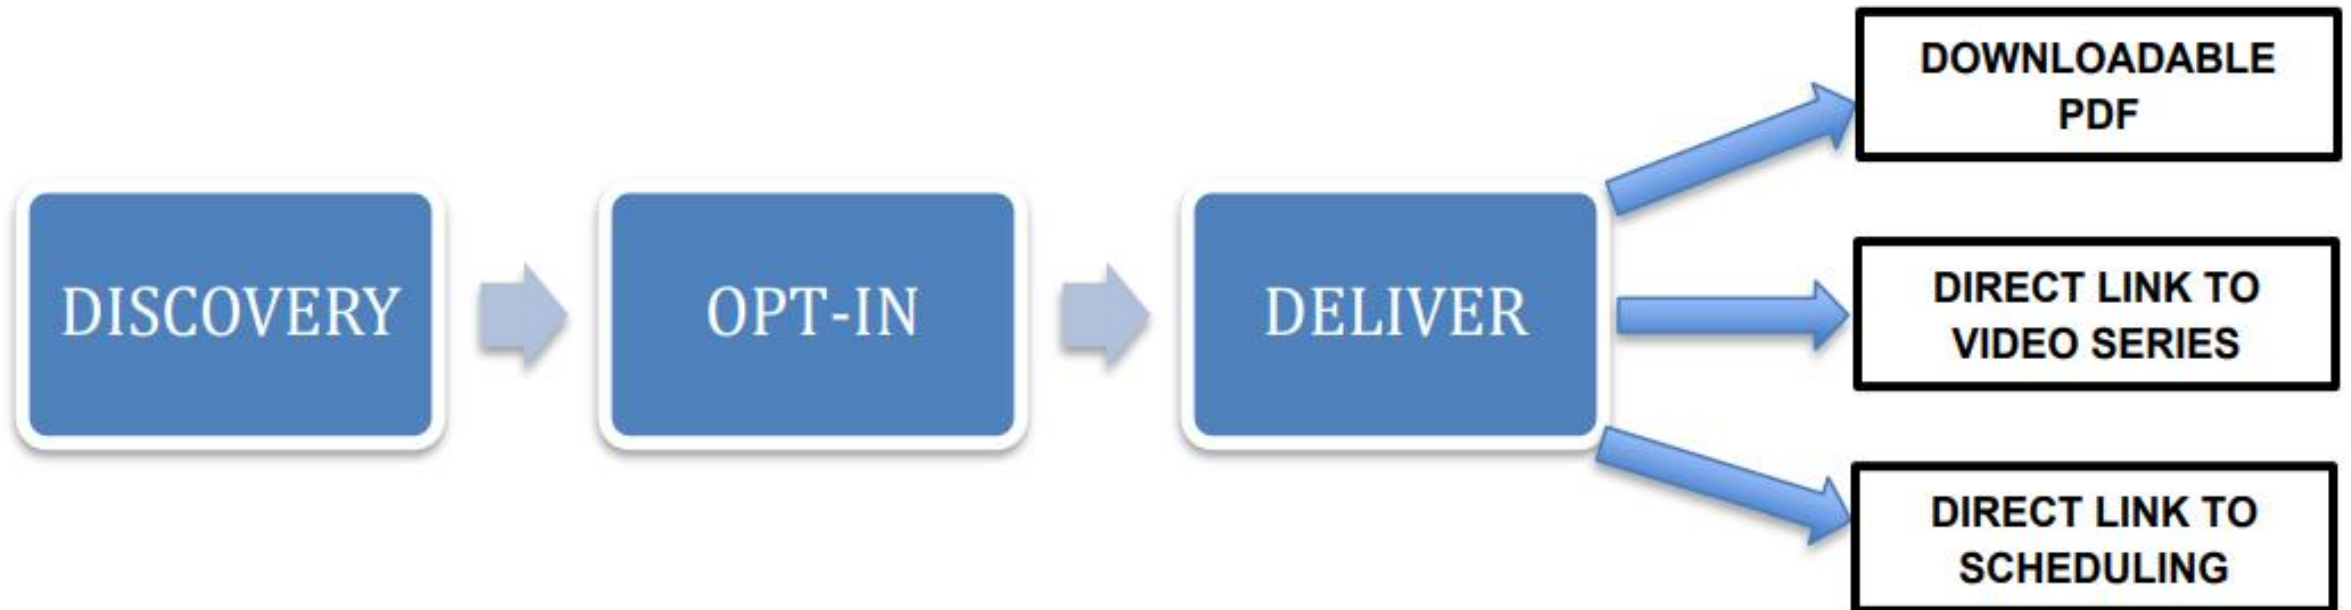 DISCOVERY
OPT-IN
DELIVER
DOWNLOADABLE
PDF
DIRECT LINK TO
VIDEO SERIES
DIRECT LINK TO
SCHEDULING